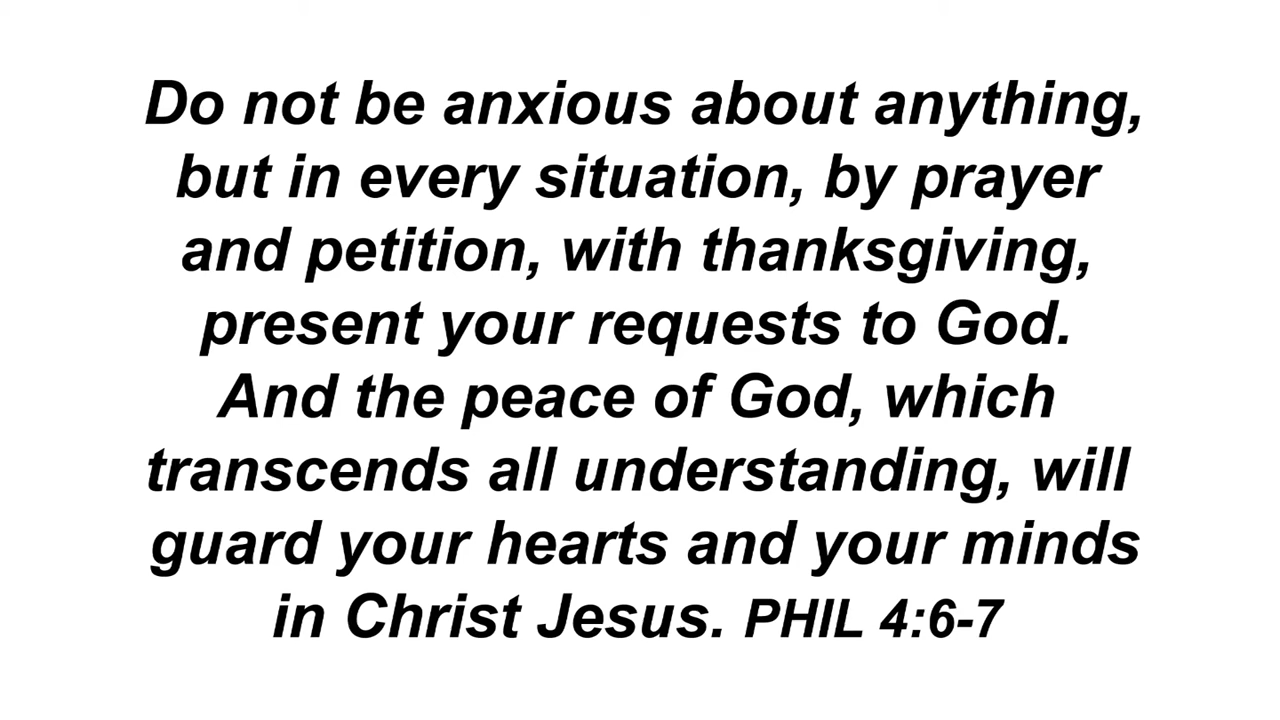 Do not be anxious about anything,
but in every situation, by prayer
and petition, with thanksgiving,
present your requests to God.
And the peace of God, which
transcends all understanding, will
guard your hearts and your minds
in Christ Jesus. PHIL 4:6-7